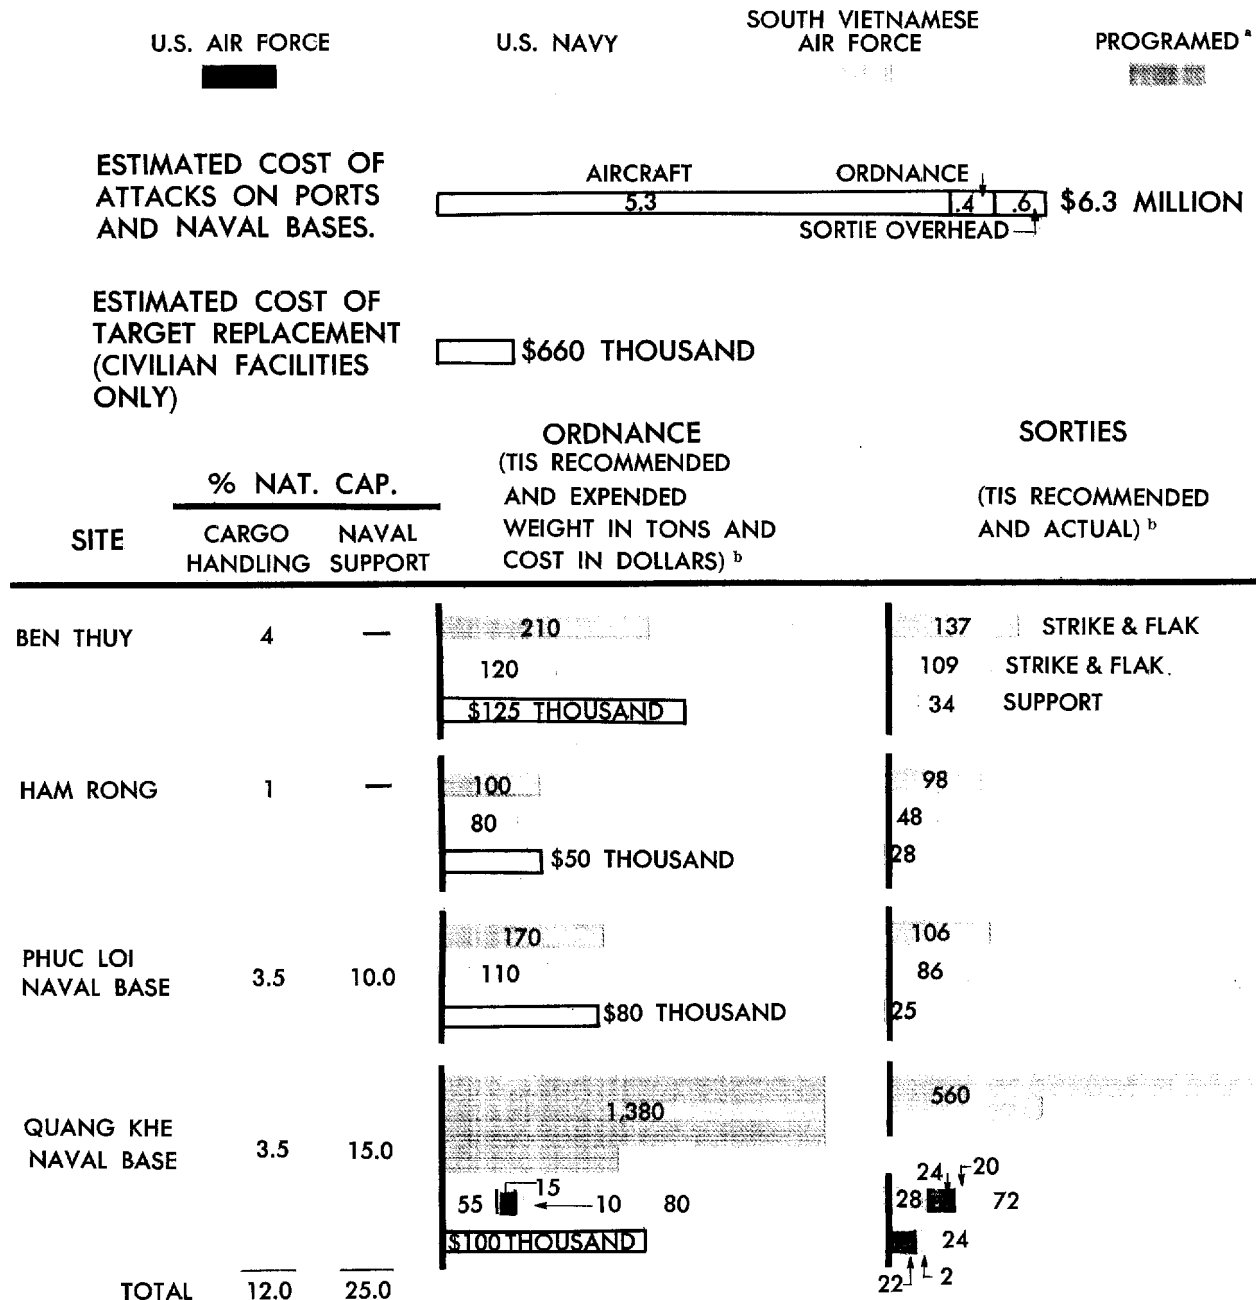 U.S. AIR FORCE
U.S. NAVY
SOUTH VIETNAMESE
AIR FORCE
PROGRAMED a
ESTIMATED COST OF
ATTACKS ON PORTS
AND NAVAL BASES.
AIRCRAFT
ORDNANCE
5.3
.4
.6
$6.3 MILLION
SORTIE OVERHEAD
ESTIMATED COST OF
TARGET REPLACEMENT
(CIVILIAN FACILITIES
ONLY)
$660 THOUSAND
SITE
% NAT. CAP.
CARGO
HANDLING
NAVAL
SUPPORT
ORDNANCE
(TIS RECOMMENDED
AND EXPENDED
WEIGHT IN TONS AND
COST IN DOLLARS) b
SORTIES
(TIS RECOMMENDED
AND ACTUAL) b
BEN THUY
4
—
210
120
$125 THOUSAND
137 STRIKE & FLAK
109 STRIKE & FLAK.
34 SUPPORT
HAM RONG
1
—
100
80
$50 THOUSAND
98
48
28
PHUC LOI
NAVAL BASE
3.5
10.0
170
110
$80 THOUSAND
106
86
25
QUANG KHE
NAVAL BASE
3.5
15.0
1,380
15
55
10
80
$100 THOUSAND
560
24
20
28
72
24
22
2
TOTAL
12.0
25.0